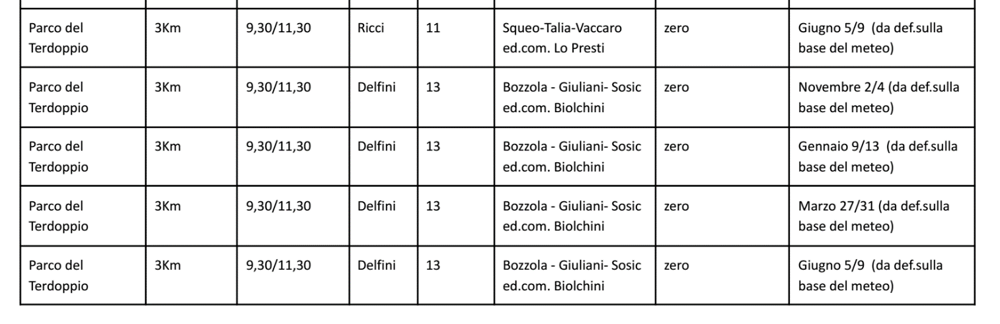 Parco del Terdoppio 3Km 9,30/11,30 Ricci 11 Squeo-Talia-Vaccaro ed.com. Lo Presti zero Giugno 5/9 (da def.sulla base del meteo)
Parco del Terdoppio 3Km 9,30/11,30 Delfini 13 Bozzola - Giuliani- Sosic ed.com. Biolchini zero Novembre 2/4 (da def.sulla base del meteo)
Parco del Terdoppio 3Km 9,30/11,30 Delfini 13 Bozzola - Giuliani- Sosic ed.com. Biolchini zero Gennaio 9/13 (da def.sulla base del meteo)
Parco del Terdoppio 3Km 9,30/11,30 Delfini 13 Bozzola - Giuliani- Sosic ed.com. Biolchini zero Marzo 27/31 (da def.sulla base del meteo)
Parco del Terdoppio 3Km 9,30/11,30 Delfini 13 Bozzola - Giuliani- Sosic ed.com. Biolchini zero Giugno 5/9 (da def.sulla base del meteo)